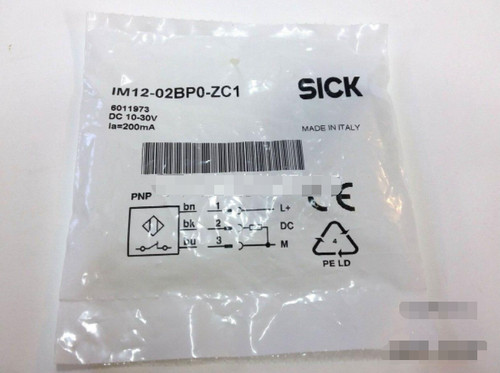 IM12-02BP0-ZC1
SICK
6011973
DC 10-30V
Ia=200mA
MADE IN ITALY
PNP
bn 1 L+
bk 2 DC
bu 3 M
CE
4
PE LD